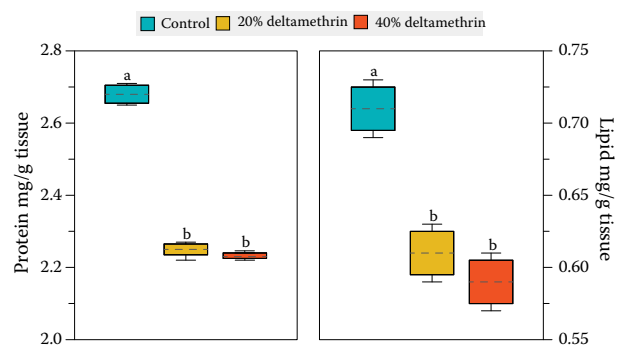 Control 20% deltamethrin 40% deltamethrin
Protein mg/g tissue
2.8
2.6
2.4
2.2
2.0
a
b
b
a
b
b
0.75
0.70
0.65
0.60
0.55
Lipid mg/g tissue